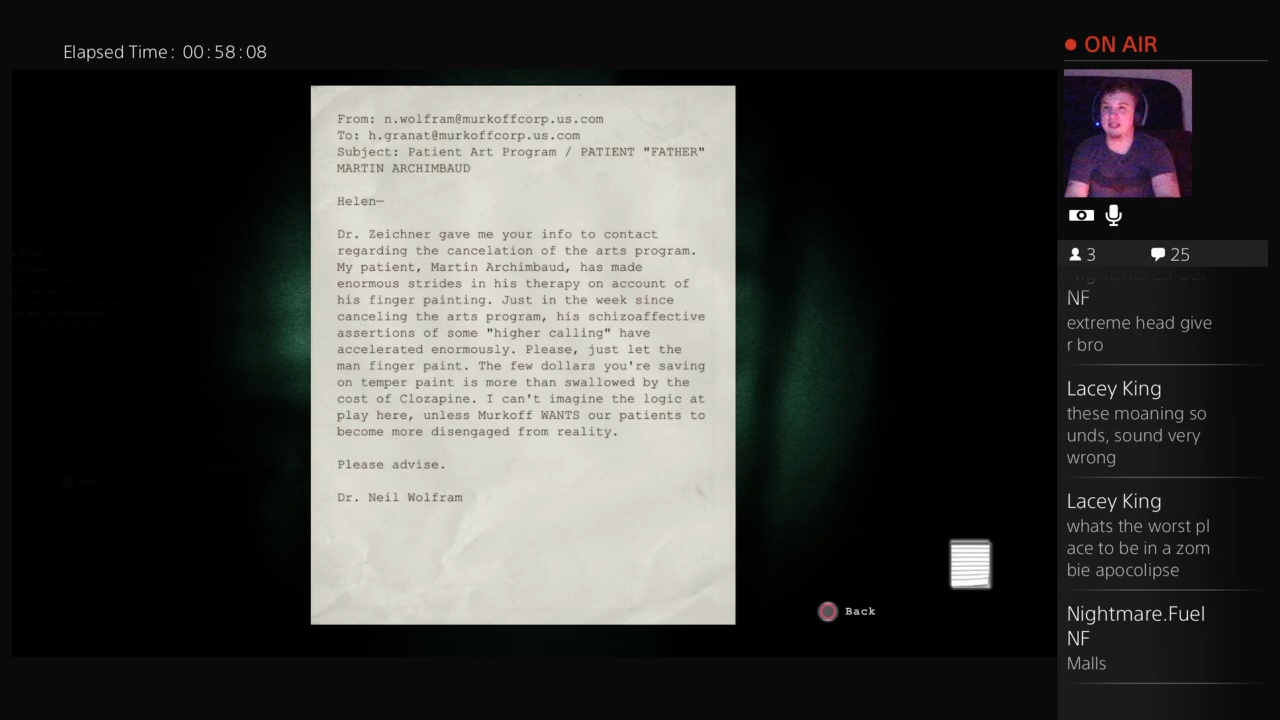 Elapsed Time: 00:58:08
From: n.wolfram@murkoffcorp.us.com
To: h.granat@murkoffcorp.us.com
Subject: Patient Art Program / PATIENT "FATHER"
MARTIN ARCHIMBAUD
Helen—
Dr. Zeichner gave me your info to contact
regarding the cancelation of the arts program.
My patient, Martin Archimbaud, has made
enormous strides in his therapy on account of
his finger painting. Just in the week since
canceling the arts program, his schizoaffective
assertions of some "higher calling" have
accelerated enormously. Please, just let the
man finger paint. The few dollars you're saving
on temper paint is more than swallowed by the
cost of Clozapine. I can't imagine the logic at
play here, unless Murkoff WANTS our patients to
become more disengaged from reality.
Please advise.
Dr. Neil Wolfram
Back
ON AIR
3 25
NF
extreme head give
r bro
Lacey King
these moaning so
unds, sound very
wrong
Lacey King
whats the worst pl
ace to be in a zom
bie apocolipse
Nightmare.Fuel
NF
Malls